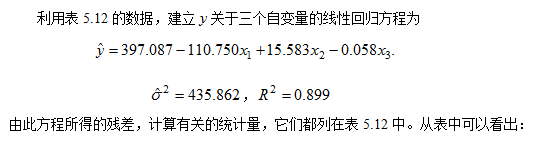 利用表 5.12 的数据，建立 y 关于三个自变量的线性回归方程为
ŷ = 397.087 − 110.750x₁ + 15.583x₂ − 0.058x₃.
σ̂² = 435.862，R² = 0.899
由此方程所得的残差，计算有关的统计量，它们都列在表 5.12 中。从表中可以看出：